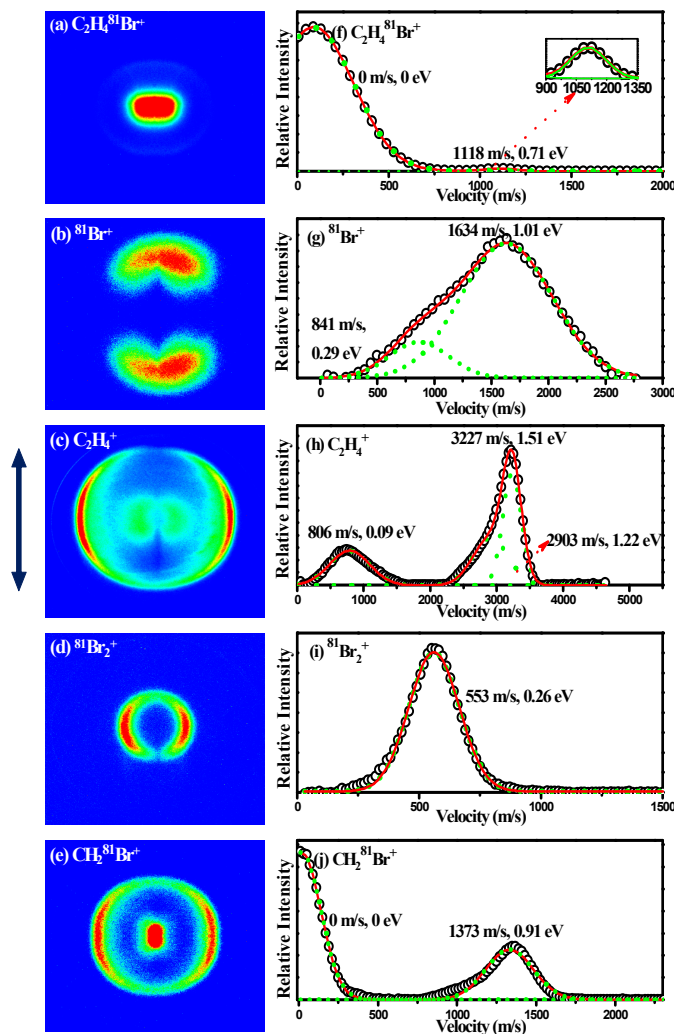 (a) C₂H₄⁸¹Br⁺
(f) C₂H₄⁸¹Br⁺
0 m/s, 0 eV
900 1050 1200 1350
1118 m/s, 0.71 eV
Relative Intensity
0 500 1000 1500 2000
Velocity (m/s)
(b) ⁸¹Br⁺
(g) ⁸¹Br⁺
1634 m/s, 1.01 eV
841 m/s,
0.29 eV
Relative Intensity
0 500 1000 1500 2000 2500 3000
Velocity (m/s)
(c) C₂H₄⁺
(h) C₂H₄⁺
3227 m/s, 1.51 eV
806 m/s, 0.09 eV
2903 m/s, 1.22 eV
Relative Intensity
0 1000 2000 3000 4000 5000
Velocity (m/s)
(d) ⁸¹Br₂⁺
(i) ⁸¹Br₂⁺
553 m/s, 0.26 eV
Relative Intensity
0 500 1000 1500
Velocity (m/s)
(e) CH₂⁸¹Br⁺
(j) CH₂⁸¹Br⁺
0 m/s, 0 eV
1373 m/s, 0.91 eV
Relative Intensity
0 500 1000 1500 2000
Velocity (m/s)